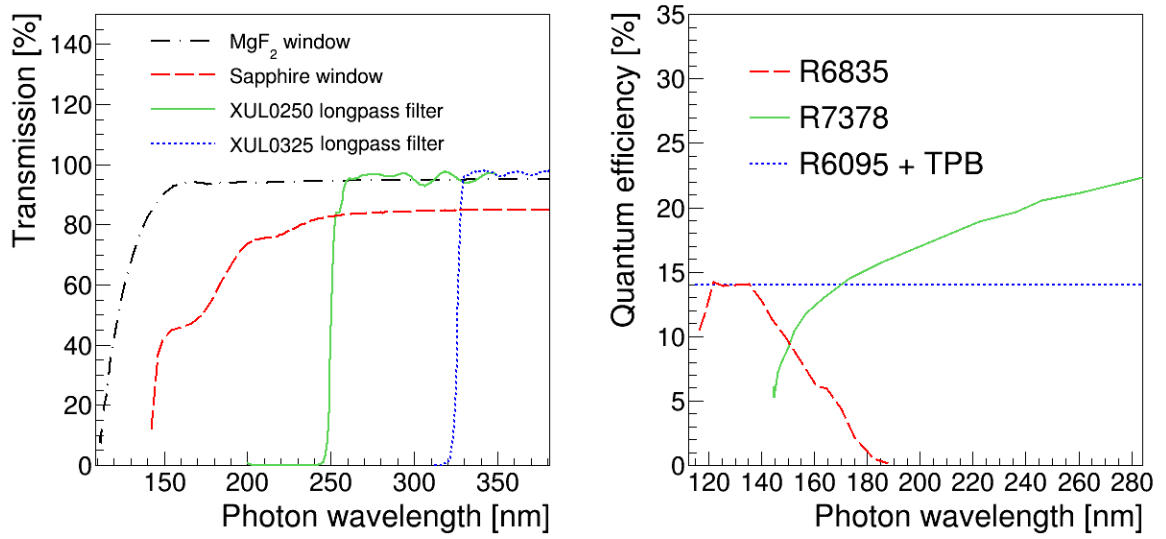 Transmission [%]
140
120
100
80
60
40
20
0
MgF2 window
Sapphire window
XUL0250 longpass filter
XUL0325 longpass filter
150 200 250 300 350
Photon wavelength [nm]
Quantum efficiency [%]
35
30
25
20
15
10
5
0
R6835
R7378
R6095 + TPB
120 140 160 180 200 220 240 260 280
Photon wavelength [nm]